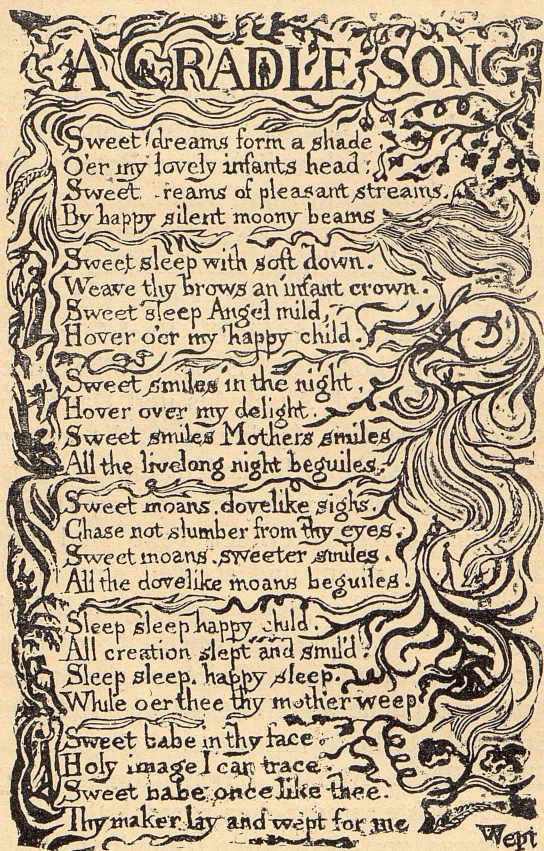 A CRADLE SONG
Sweet dreams form a shade
O'er my lovely infants head.
Sweet reams of pleasant streams,
By happy silent moony beams
Sweet sleep with soft down.
Weave thy brows an infant crown.
Sweet sleep Angel mild,
Hover o'er my happy child.
Sweet smiles in the night,
Hover over my delight.
Sweet smiles Mothers smiles
All the livelong night beguiles.
Sweet moans, dovelike sighs.
Chase not slumber from thy eyes.
Sweet moans, sweeter smiles.
All the dovelike moans beguiles.
Sleep sleep happy child.
All creation slept and smil'd
Sleep sleep, happy sleep.
While o'er thee thy mother weep
Sweet babe in thy face.
Holy image I can trace.
Sweet babe once like thee.
Thy maker lay and wept for me
Wept